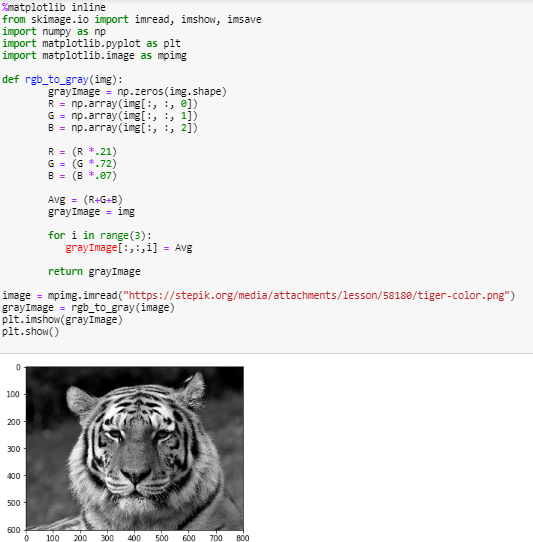 %matplotlib inline
from skimage.io import imread, imshow, imsave
import numpy as np
import matplotlib.pyplot as plt
import matplotlib.image as mpimg

def rgb_to_gray(img):
        grayImage = np.zeros(img.shape)
        R = np.array(img[:, :, 0])
        G = np.array(img[:, :, 1])
        B = np.array(img[:, :, 2])

        R = (R *.21)
        G = (G *.72)
        B = (B *.07)

        Avg = (R+G+B)
        grayImage = img

        for i in range(3):
           grayImage[:,:,i] = Avg

        return grayImage

image = mpimg.imread("https://stepik.org/media/attachments/lesson/58180/tiger-color.png")
grayImage = rgb_to_gray(image)
plt.imshow(grayImage)
plt.show()

0
100
200
300
400
500
600
0 100 200 300 400 500 600 700 800